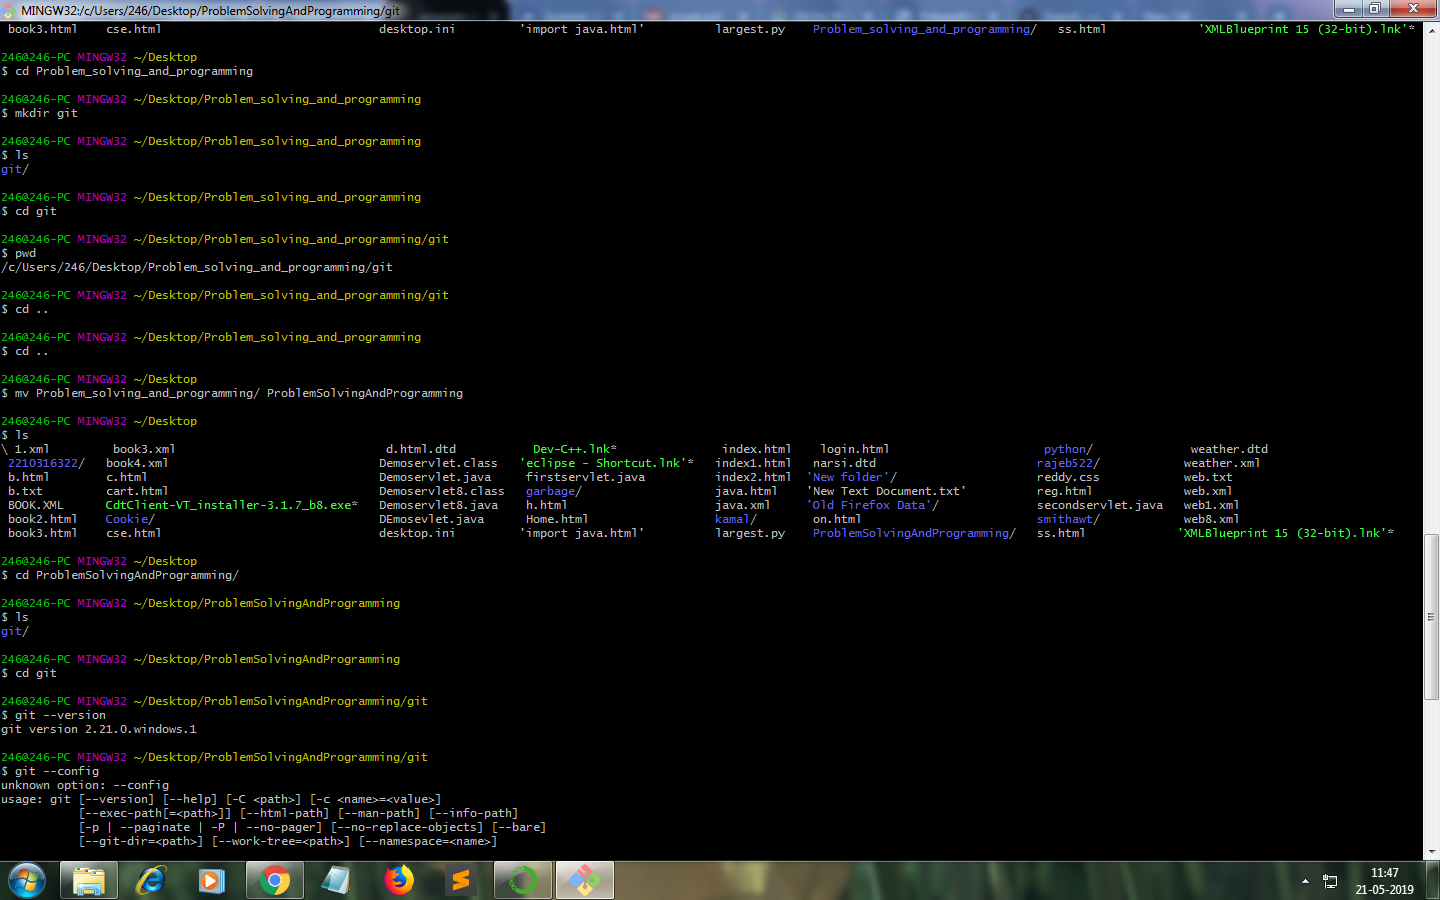 MINGW32:/c/Users/246/Desktop/ProblemSolvingAndProgramming/git
book3.html cse.html desktop.ini 'import java.html' largest.py Problem_solving_and_programming/ ss.html 'XMLBlueprint 15 (32-bit).lnk'*
246@246-PC MINGW32 ~/Desktop
$ cd Problem_solving_and_programming
246@246-PC MINGW32 ~/Desktop/Problem_solving_and_programming
$ mkdir git
246@246-PC MINGW32 ~/Desktop/Problem_solving_and_programming
$ ls
git/
246@246-PC MINGW32 ~/Desktop/Problem_solving_and_programming
$ cd git
246@246-PC MINGW32 ~/Desktop/Problem_solving_and_programming/git
$ pwd
/c/Users/246/Desktop/Problem_solving_and_programming/git
246@246-PC MINGW32 ~/Desktop/Problem_solving_and_programming/git
$ cd ..
246@246-PC MINGW32 ~/Desktop/Problem_solving_and_programming
$ cd ..
246@246-PC MINGW32 ~/Desktop
$ mv Problem_solving_and_programming/ ProblemSolvingAndProgramming
246@246-PC MINGW32 ~/Desktop
$ ls
\ 1.xml book3.xml d.html.dtd Dev-C++.lnk* index.html login.html python/ weather.dtd
2210316322/ book4.xml Demoservlet.class 'eclipse - Shortcut.lnk'* index1.html narsi.dtd rajeb522/ weather.xml
b.html c.html Demoservlet.java firstservlet.java index2.html 'New folder'/ reddy.css web.txt
b.txt cart.html Demoservlet8.class garbage/ java.html 'New Text Document.txt' reg.html web.xml
BOOK.XML CdtClient-VT_installer-3.1.7_b8.exe* Demoservlet8.java h.html java.xml 'Old Firefox Data'/ secondservlet.java web1.xml
book2.html Cookie/ DEmosevlet.java Home.html kamal/ on.html smithawt/ web8.xml
book3.html cse.html desktop.ini 'import java.html' largest.py ProblemSolvingAndProgramming/ ss.html 'XMLBlueprint 15 (32-bit).lnk'*
246@246-PC MINGW32 ~/Desktop
$ cd ProblemSolvingAndProgramming/
246@246-PC MINGW32 ~/Desktop/ProblemSolvingAndProgramming
$ ls
git/
246@246-PC MINGW32 ~/Desktop/ProblemSolvingAndProgramming
$ cd git
246@246-PC MINGW32 ~/Desktop/ProblemSolvingAndProgramming/git
$ git --version
git version 2.21.0.windows.1
246@246-PC MINGW32 ~/Desktop/ProblemSolvingAndProgramming/git
$ git --config
unknown option: --config
usage: git [--version] [--help] [-C <path>] [-c <name>=<value>]
[--exec-path[=<path>]] [--html-path] [--man-path] [--info-path]
[-p | --paginate | -P | --no-pager] [--no-replace-objects] [--bare]
[--git-dir=<path>] [--work-tree=<path>] [--namespace=<name>]
11:47
21-05-2019